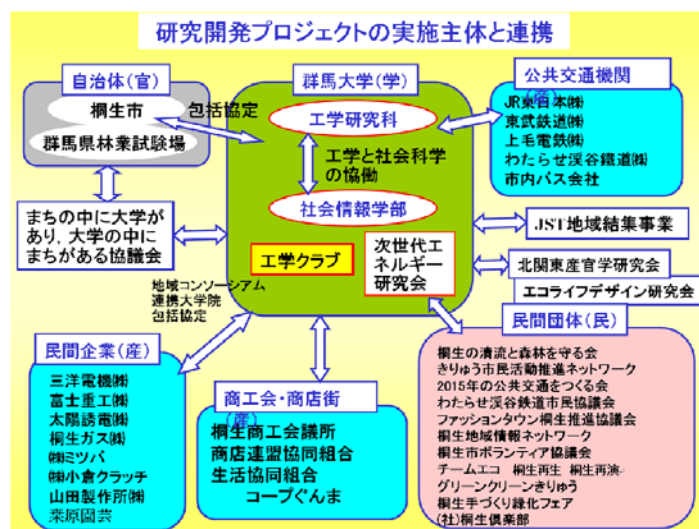 研究開発プロジェクトの実施主体と連携
自治体(官)
桐生市
群馬県林業試験場
包括協定
群馬大学(学)
工学研究科
工学と社会科学
の協働
社会情報学部
工学クラブ
次世代エ
ネルギー
研究会
公共交通機関
(産)
JR東日本㈱
東武鉄道㈱
上毛電鉄㈱
わたらせ渓谷鐵道㈱
市内バス会社
まちの中に大学が
あり，大学の中に
まちがある協議会
JST地域結集事業
北関東産官学研究会
エコライフデザイン研究会
地域コンソーシアム
連携大学院
包括協定
民間企業(産)
三洋電機㈱
富士重工㈱
太陽誘電㈱
桐生ガス㈱
㈱ミツバ
㈱小倉クラッチ
山田製作所㈱
栗原園芸
商工会・商店街
(産)
桐生商工会議所
商店連盟協同組合
生活協同組合
コープぐんま
民間団体(民)
桐生の清流と森林を守る会
きりゅう市民活動推進ネットワーク
2015年の公共交通をつくる会
わたらせ渓谷鉄道市民協議会
ファッションタウン桐生推進協議会
桐生地域情報ネットワーク
桐生市ボランティア協議会
チームエコ 桐生再生 桐生再演
グリーンクリーンきりゅう
桐生手づくり緑化フェア
(社)桐生倶楽部